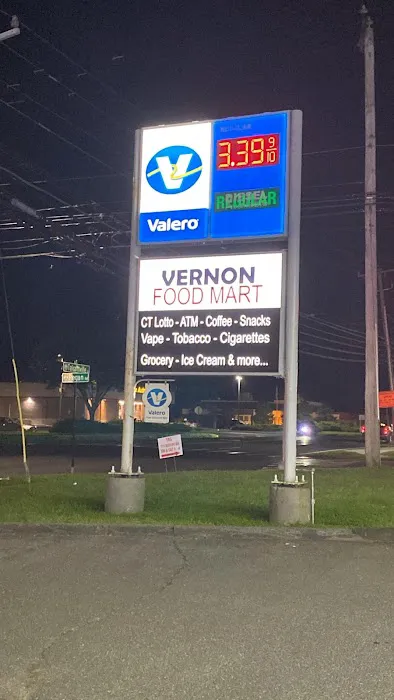 3.39 9/10
REGULAR
Valero
VERNON
FOOD MART
CT Lotto - ATM - Coffee - Snacks
Vape - Tobacco - Cigarettes
Grocery - Ice Cream & more...
Valero